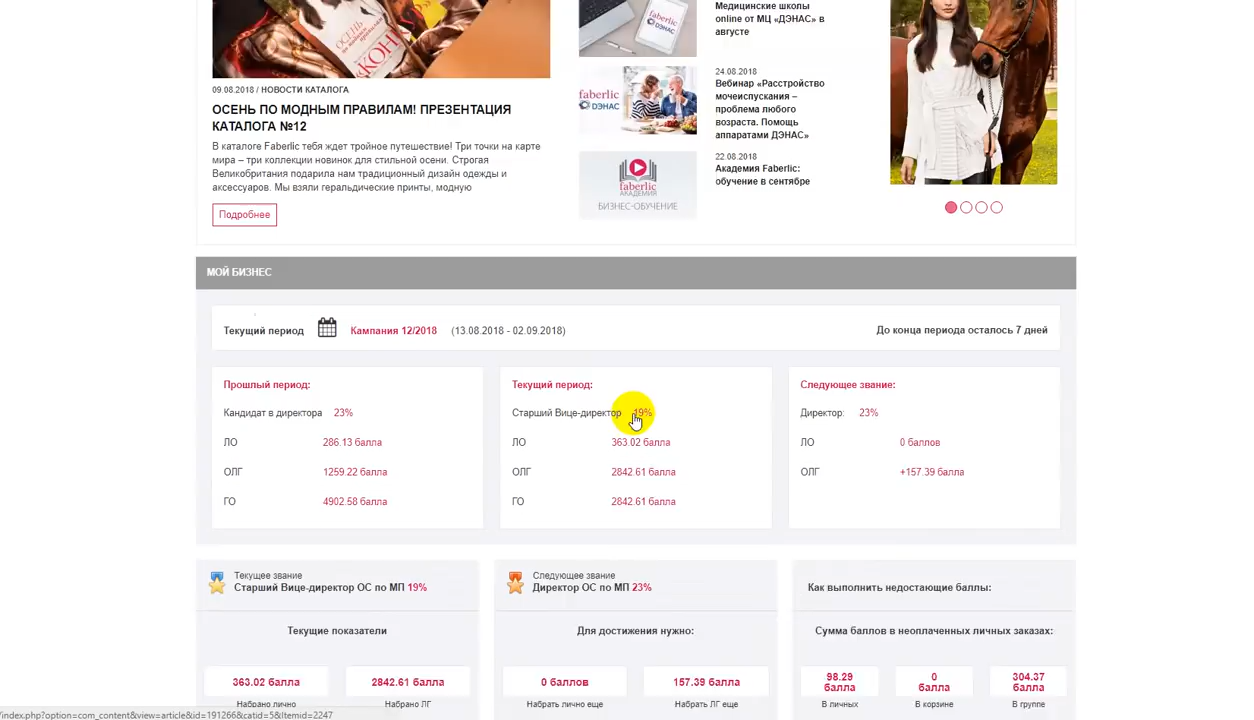 09.08.2018 / НОВОСТИ КАТАЛОГА
ОСЕНЬ ПО МОДНЫМ ПРАВИЛАМ! ПРЕЗЕНТАЦИЯ
КАТАЛОГА №12
В каталоге Faberlic тебя ждет тройное путешествие! Три точки на карте
мира – три коллекции новинок для стильной осени. Строгая
Великобритания подарила нам традиционный дизайн одежды и
аксессуаров. Мы взяли геральдические принты, модную
Подробнее
faberlic
ДЭНАС
Медицинские школы
online от МЦ «ДЭНАС» в
августе
faberlic
ДЭНАС
24.08.2018
Вебинар «Расстройство
мочеиспускания –
проблема любого
возраста. Помощь
аппаратами ДЭНАС»
faberlic
АКАДЕМИЯ
БИЗНЕС-ОБУЧЕНИЕ
22.08.2018
Академия Faberlic:
обучение в сентябре
МОЙ БИЗНЕС
Текущий период Кампания 12/2018 (13.08.2018 - 02.09.2018) До конца периода осталось 7 дней
Прошлый период:
Кандидат в директора 23%
ЛО 286.13 балла
ОЛГ 1259.22 балла
ГО 4902.58 балла
Текущий период:
Старший Вице-директор 19%
ЛО 363.02 балла
ОЛГ 2842.61 балла
ГО 2842.61 балла
Следующее звание:
Директор: 23%
ЛО 0 баллов
ОЛГ +157.39 балла
Текущее звание
Старший Вице-директор ОС по МП 19%
Текущие показатели
363.02 балла 2842.61 балла
Набрано лично Набрано ЛГ
Следующее звание
Директор ОС по МП 23%
Для достижения нужно:
0 баллов 157.39 балла
Набрать лично еще Набрать ЛГ еще
Как выполнить недостающие баллы:
Сумма баллов в неоплаченных личных заказах:
98.29 0 304.37
балла балла балла
В личных В корзине В группе
/index.php?option=com_content&view=article&id=191266&catid=5&Itemid=2247